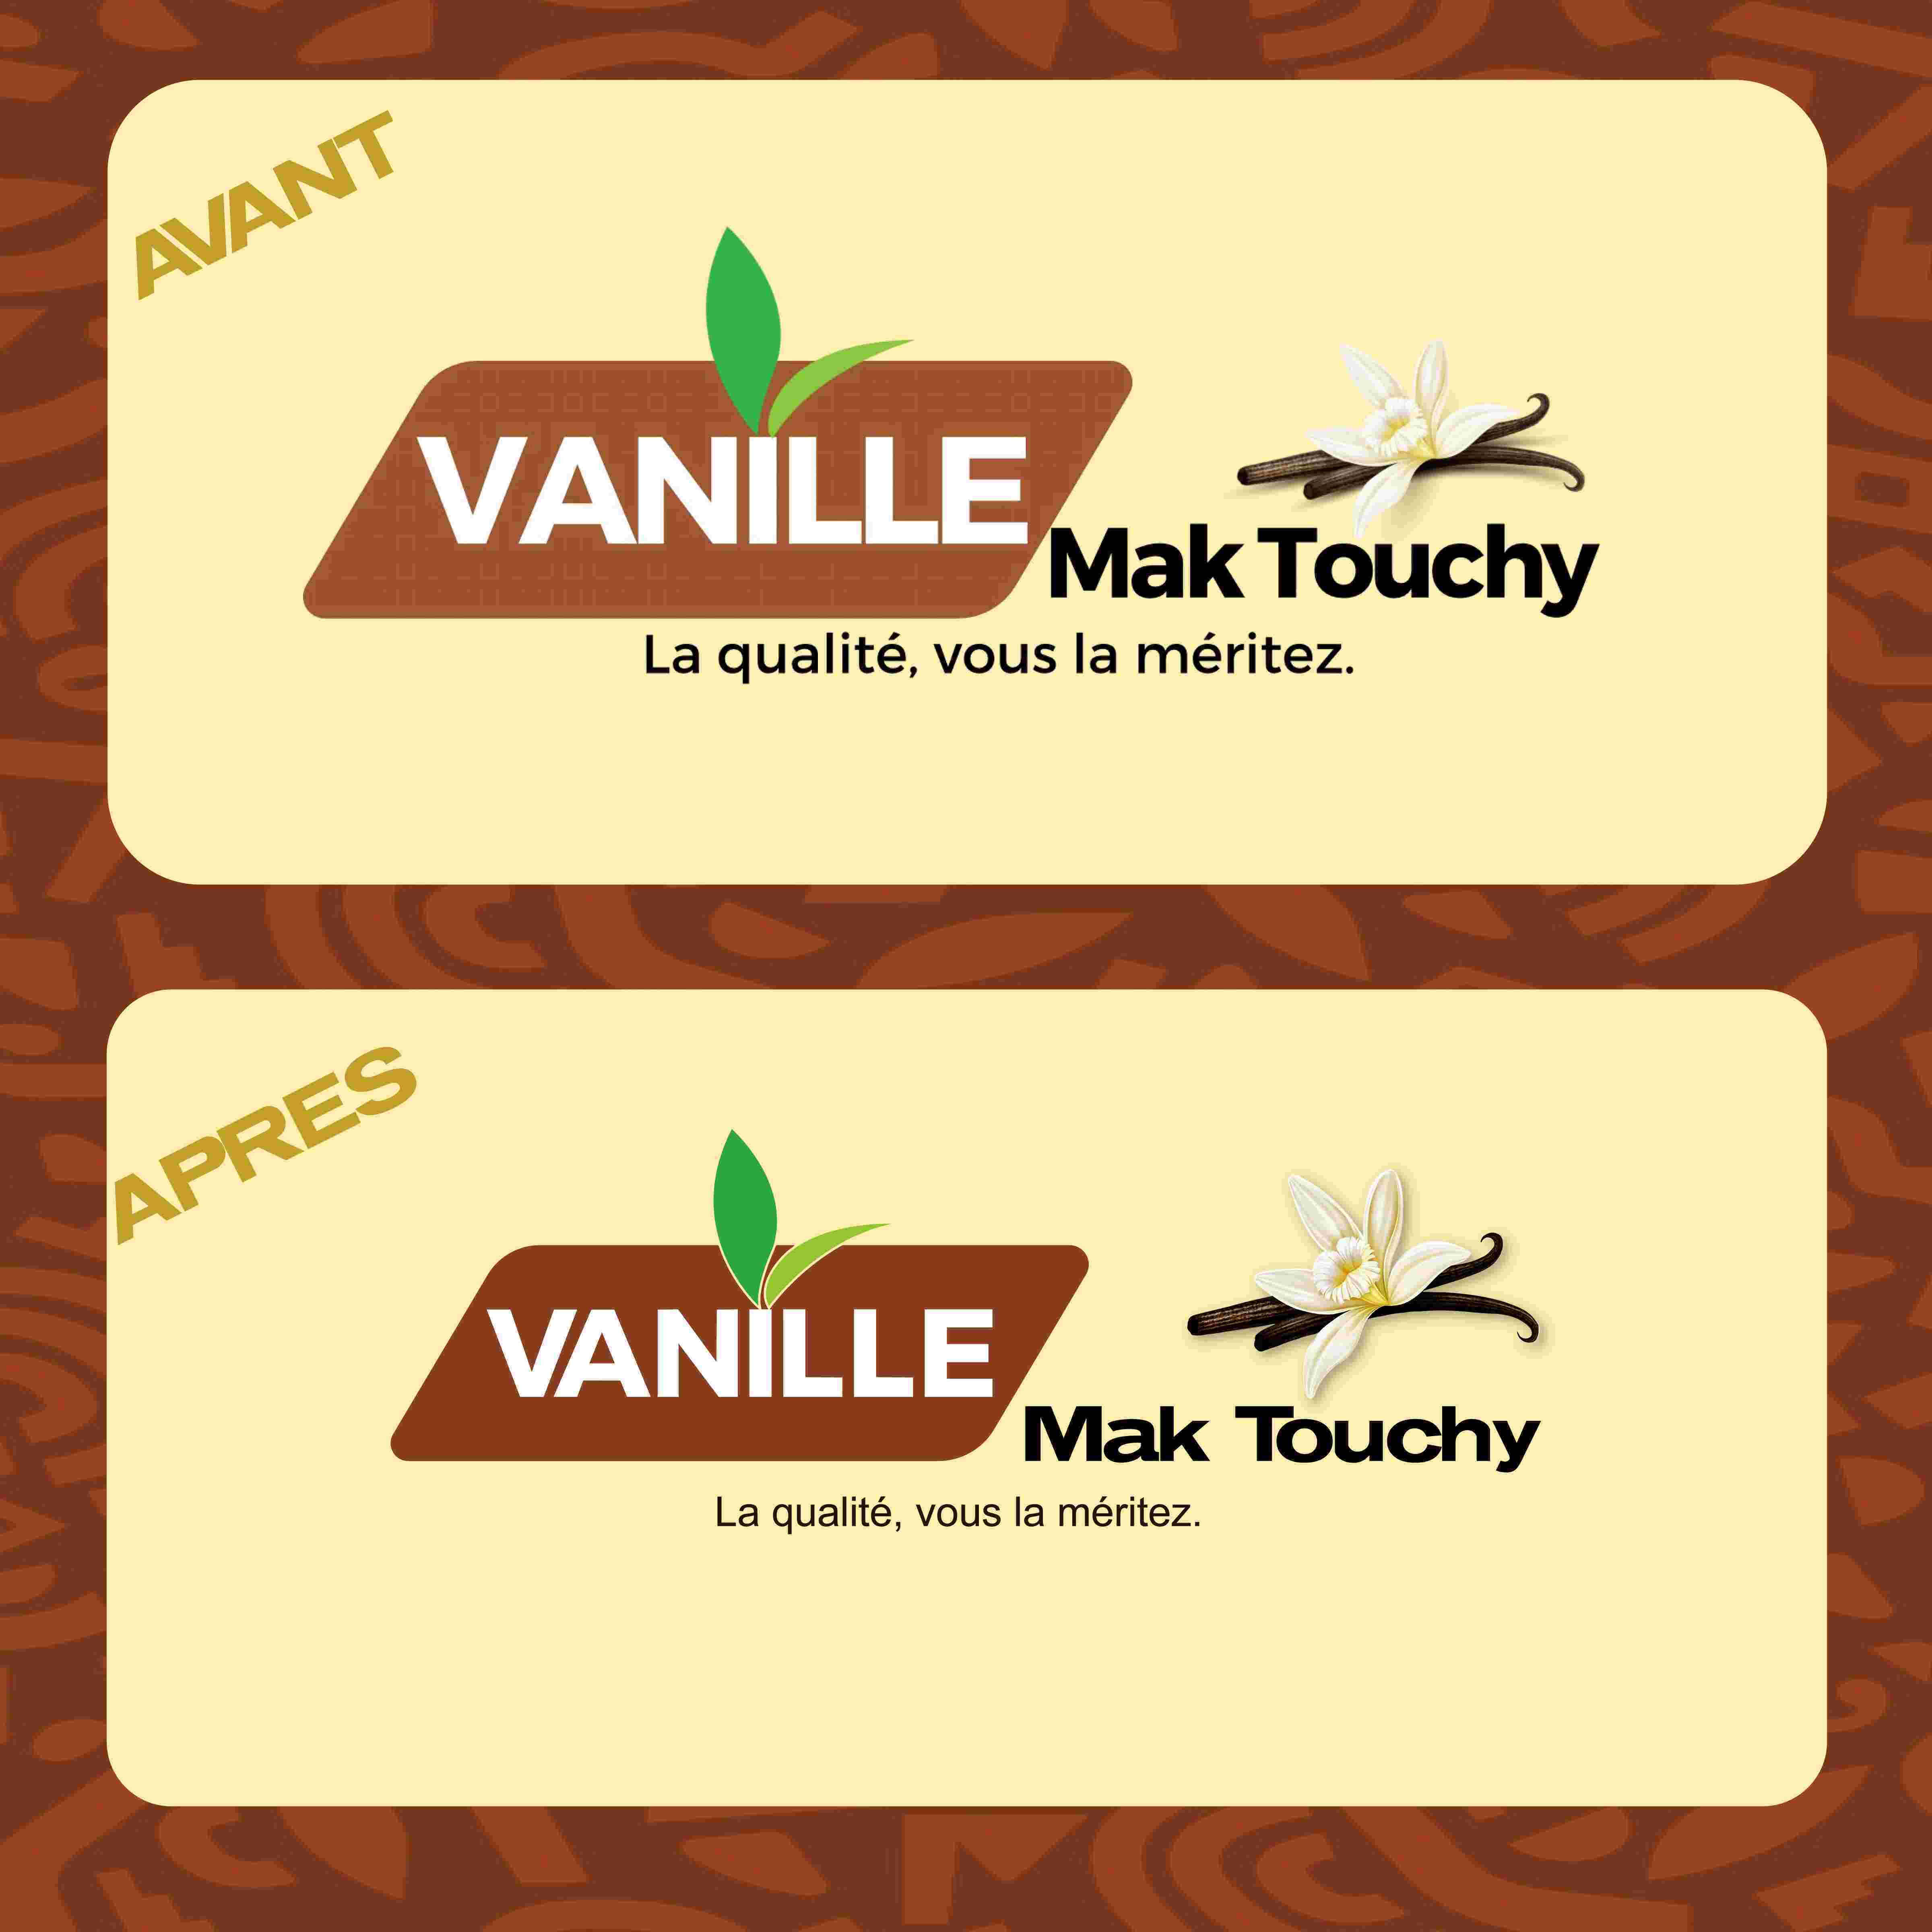 AVANT
VANILLE
Mak Touchy
La qualité, vous la méritez.
APRES
VANILLE
Mak Touchy
La qualité, vous la méritez.